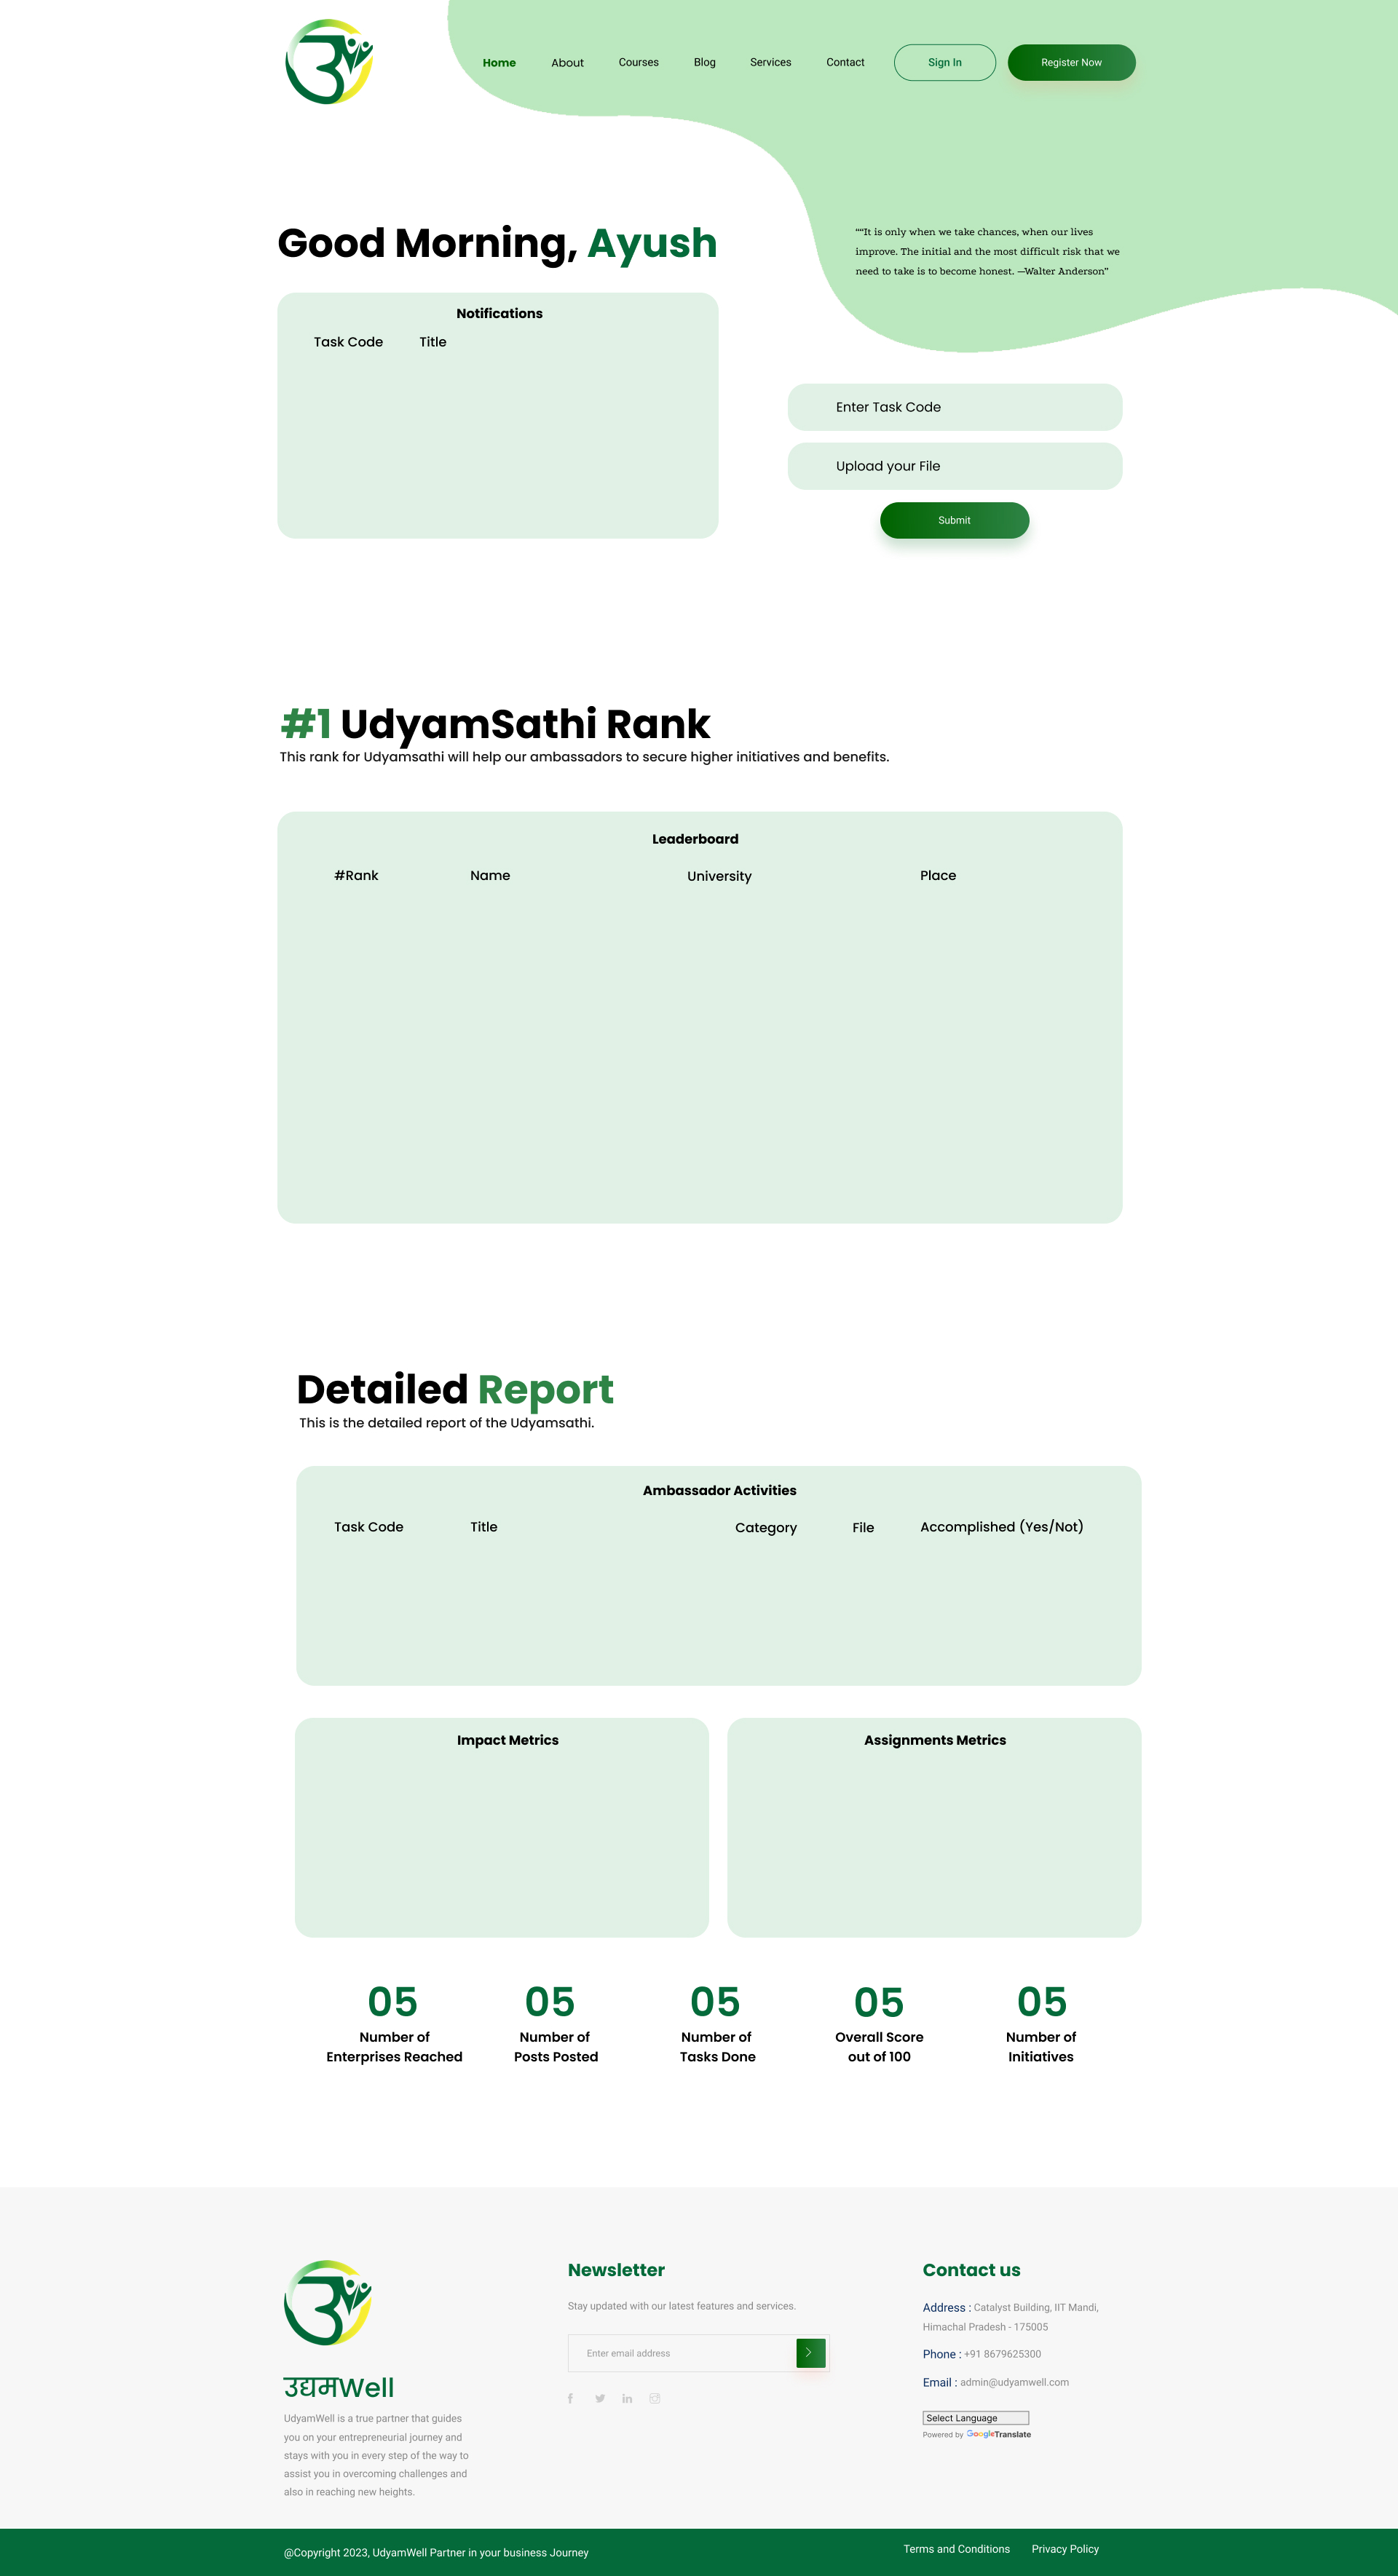 Home About Courses Blog Services Contact Sign In Register Now
Good Morning, Ayush
"“It is only when we take chances, when our lives
improve. The initial and the most difficult risk that we
need to take is to become honest. —Walter Anderson”
Notifications
Task Code Title
Enter Task Code
Upload your File
Submit
#1 UdyamSathi Rank
This rank for Udyamsathi will help our ambassadors to secure higher initiatives and benefits.
Leaderboard
#Rank Name University Place
Detailed Report
This is the detailed report of the Udyamsathi.
Ambassador Activities
Task Code Title Category File Accomplished (Yes/Not)
Impact Metrics
Assignments Metrics
05 05 05 05 05
Number of Number of Number of Overall Score Number of
Enterprises Reached Posts Posted Tasks Done out of 100 Initiatives
उद्यमWell
UdyamWell is a true partner that guides
you on your entrepreneurial journey and
stays with you in every step of the way to
assist you in overcoming challenges and
also in reaching new heights.
Newsletter
Stay updated with our latest features and services.
Enter email address
Contact us
Address : Catalyst Building, IIT Mandi,
Himachal Pradesh - 175005
Phone : +91 8679625300
Email : admin@udyamwell.com
Select Language
Powered by GoogleTranslate
@Copyright 2023, UdyamWell Partner in your business Journey
Terms and Conditions Privacy Policy